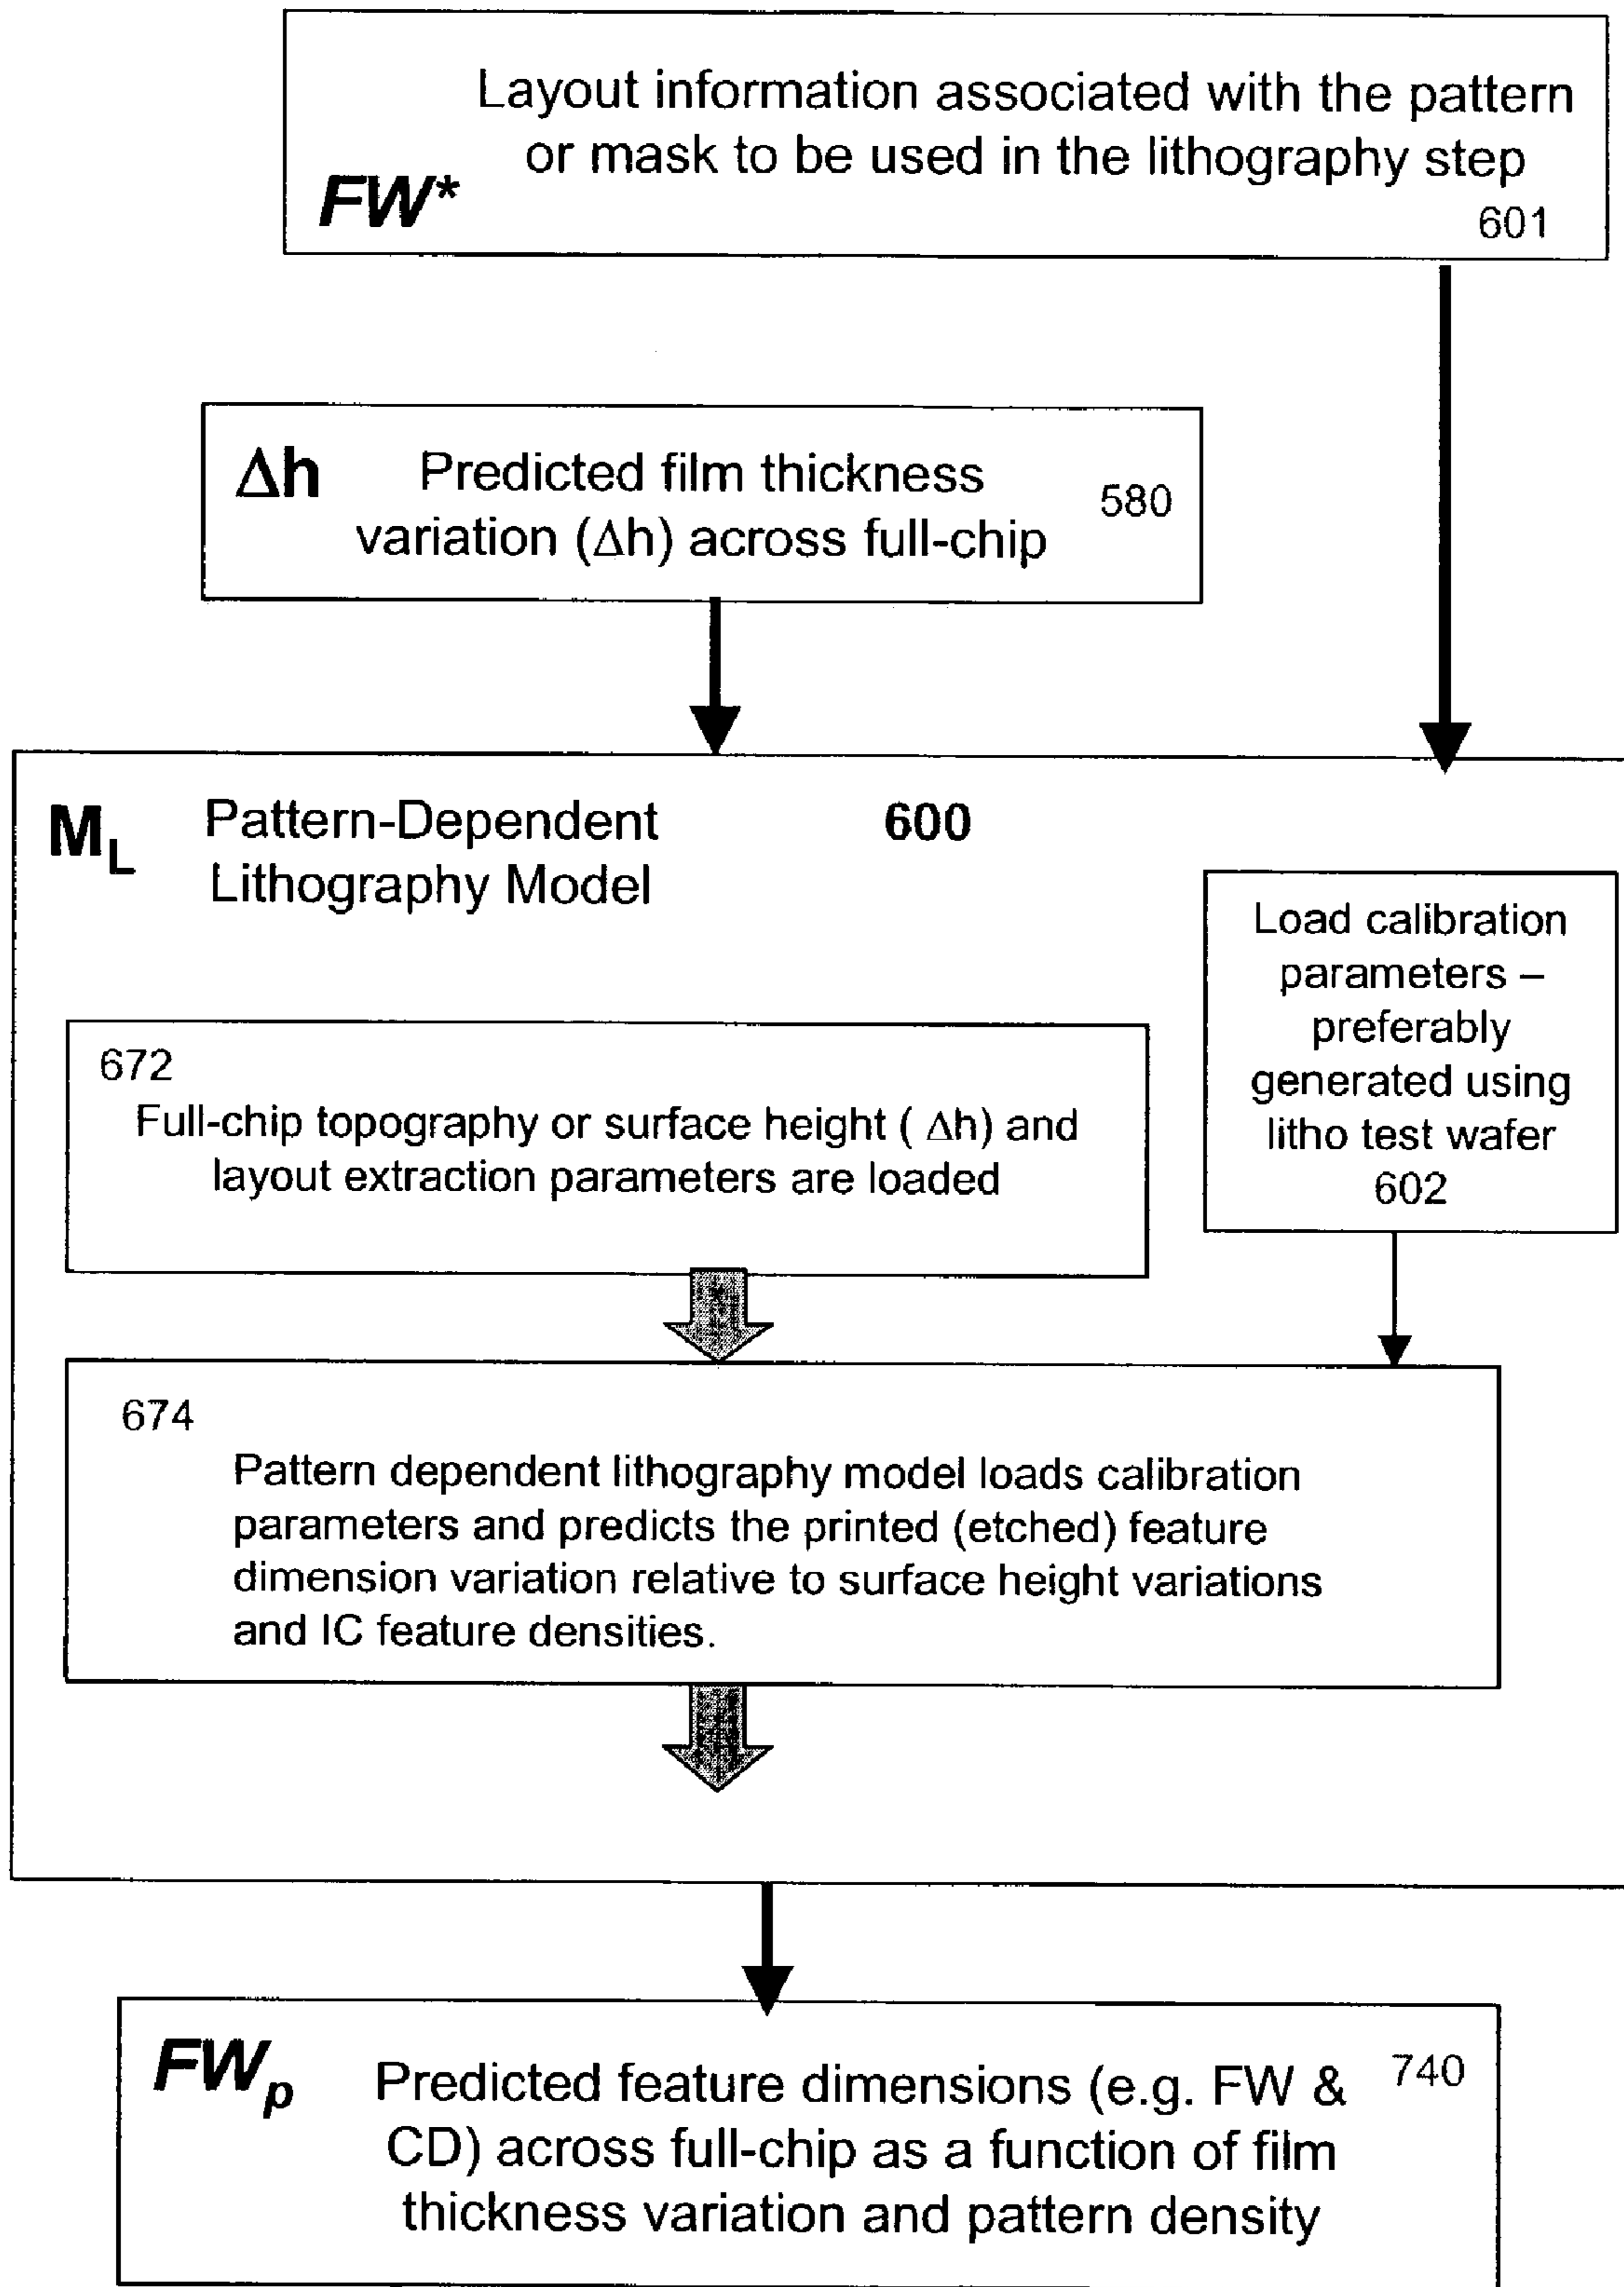 Layout information associated with the pattern
or mask to be used in the lithography step
FW*
601
Δh Predicted film thickness
variation (Δh) across full-chip
580
M_L Pattern-Dependent 600
Lithography Model
Load calibration
parameters –
preferably
generated using
litho test wafer
602
672
Full-chip topography or surface height ( Δh) and
layout extraction parameters are loaded
674
Pattern dependent lithography model loads calibration
parameters and predicts the printed (etched) feature
dimension variation relative to surface height variations
and IC feature densities.
FW_p Predicted feature dimensions (e.g. FW & 740
CD) across full-chip as a function of film
thickness variation and pattern density